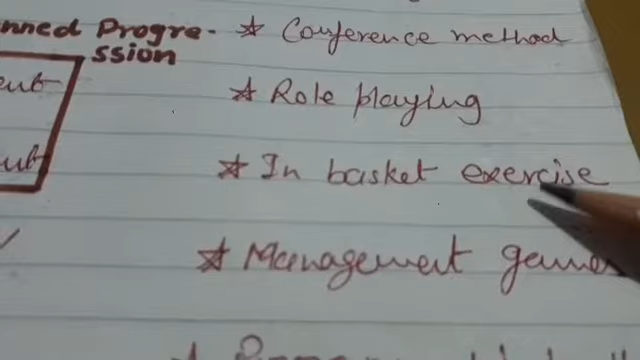 nned Progre-
ssion
☆ Conference method
☆ Role playing
☆ In basket exercise
☆ Management games